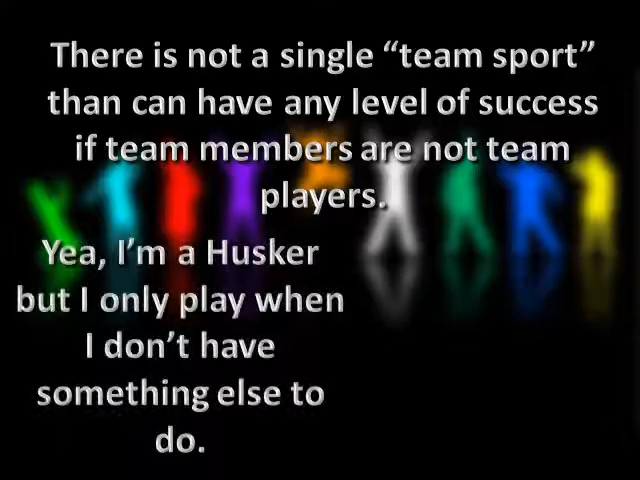 There is not a single “team sport”
than can have any level of success
if team members are not team
players.
Yea, I’m a Husker
but I only play when
I don’t have
something else to
do.